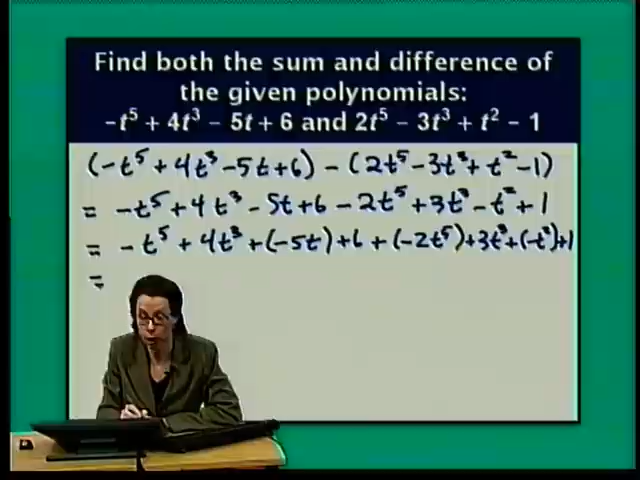 Find both the sum and difference of
the given polynomials:
-t⁵ + 4t³ – 5t + 6 and 2t⁵ – 3t³ + t² – 1
(-t⁵ + 4t³ - 5t + 6) - (2t⁵ - 3t³ + t² - 1)
= -t⁵ + 4t³ - 5t + 6 - 2t⁵ + 3t³ - t² + 1
= -t⁵ + 4t³ + (-5t) + 6 + (-2t⁵) + 3t³ + (-t²) + 1
=